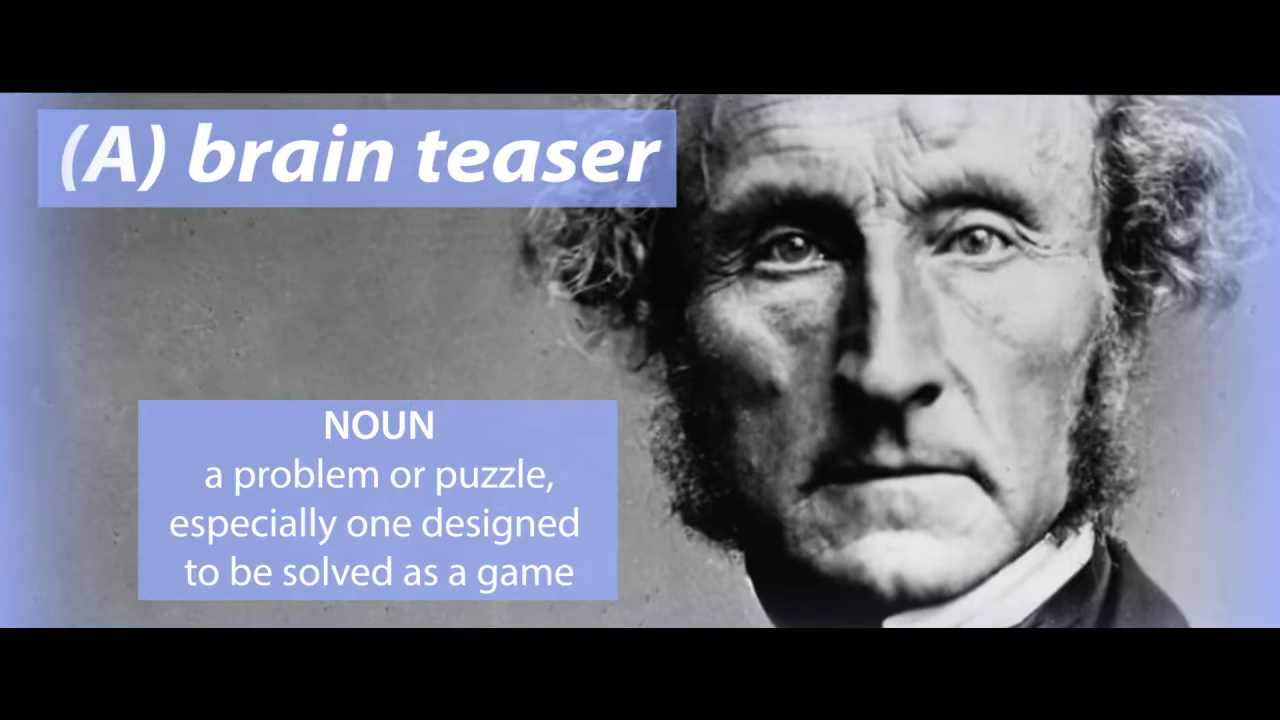 (A) brain teaser
NOUN
a problem or puzzle,
especially one designed
to be solved as a game